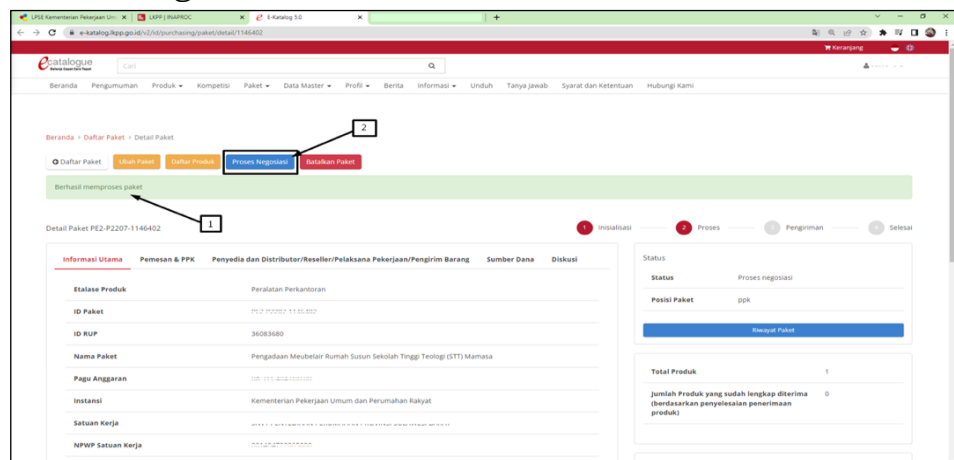 LPSE Kementerian Pekerjaan Um
LKPP | INAPROC
E-Katalog 5.0
e-katalog.lkpp.go.id/v2/id/purchasing/paket/detail/1146402
Keranjang
catalogue
Cari
Beranda Pengumuman Produk Kompetisi Paket Data Master Profil Berita Informasi Unduh Tanya Jawab Syarat dan Ketentuan Hubungi Kami
2
Beranda Daftar Paket Detail Paket
Daftar Paket Ubah Paket Daftar Produk Proses Negosiasi Batalkan Paket
Berhasil memproses paket
1
Detail Paket PE2-P2207-1146402
1 Inisialisasi 2 Proses 3 Pengiriman 4 Selesai
Informasi Utama Pemesan & PPK Penyedia dan Distributor/Reseller/Pelaksana Pekerjaan/Pengirim Barang Sumber Dana Diskusi
Etalase Produk Peralatan Perkantoran
ID Paket
ID RUP 36083680
Nama Paket Pengadaan Meubelair Rumah Susun Sekolah Tinggi Teologi (STT) Mamasa
Pagu Anggaran
Instansi Kementerian Pekerjaan Umum dan Perumahan Rakyat
Satuan Kerja
NPWP Satuan Kerja
Status
Status Proses negosiasi
Posisi Paket ppk
Riwayat Paket
Total Produk 1
Jumlah Produk yang sudah lengkap diterima 0
(berdasarkan penyelesaian penerimaan
produk)